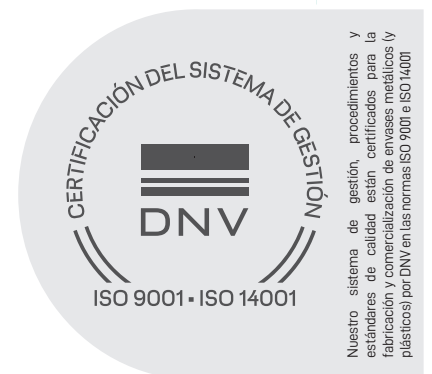 CERTIFICACIÓN DEL SISTEMA DE GESTIÓN
DNV
ISO 9001 ▪ ISO 14001
Nuestro sistema de gestión, procedimientos y
estándares de calidad están certificados para la
fabricación y comercialización de envases metálicos (y
plásticos) por DNV en las normas ISO 9001 e ISO 14001